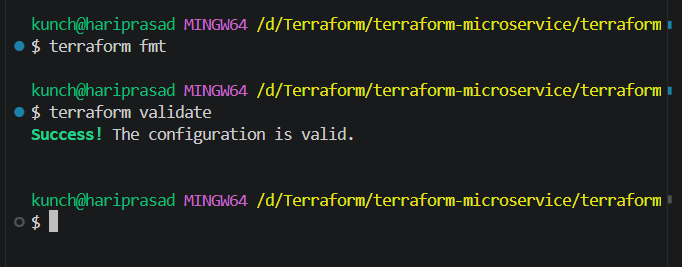 kunch@hariprasad MINGW64 /d/Terraform/terraform-microservice/terraform
$ terraform fmt
kunch@hariprasad MINGW64 /d/Terraform/terraform-microservice/terraform
$ terraform validate
Success! The configuration is valid.
kunch@hariprasad MINGW64 /d/Terraform/terraform-microservice/terraform
$